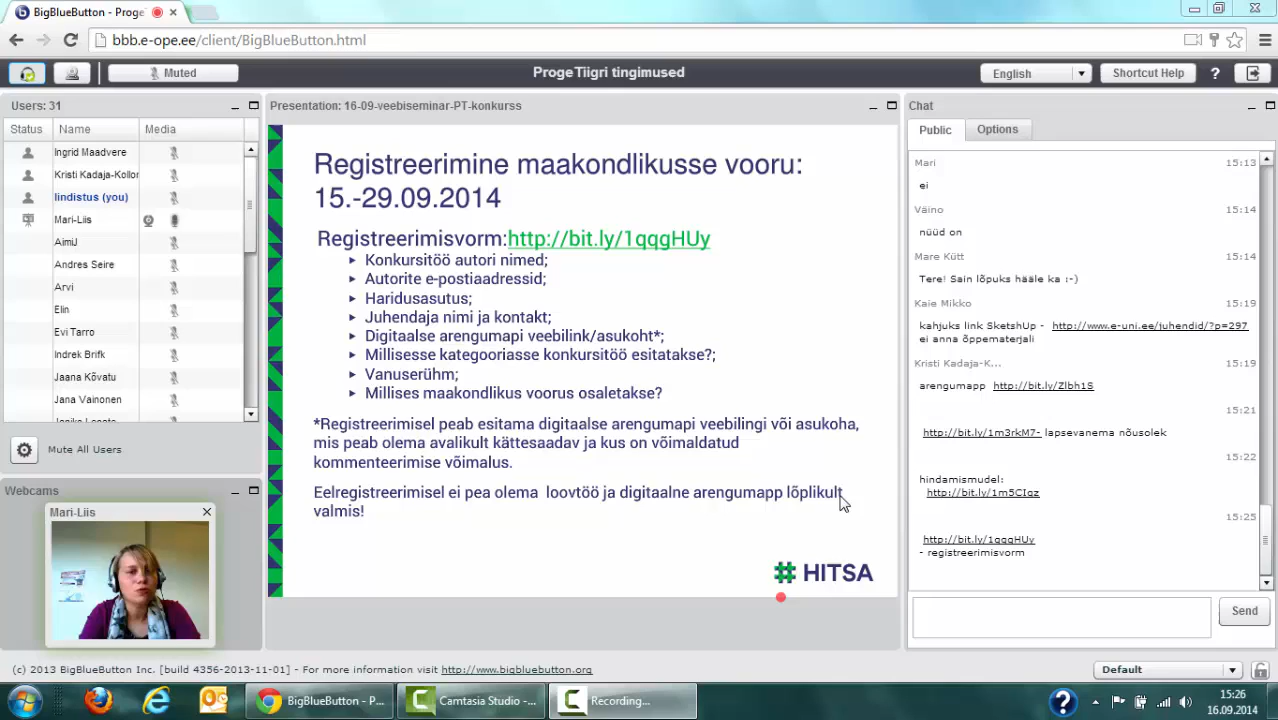 BigBlueButton - Proge
bbb.e-ope.ee/client/BigBlueButton.html
Muted
ProgeTiigri tingimused
English
Shortcut Help
?
Users: 31
Status Name Media
Ingrid Maadvere
Kristi Kadaja-Kollor
lindistus (you)
Mari-Liis
AimiJ
Andres Seire
Arvi
Elin
Evi Tarro
Indrek Brifk
Jaana Kõvatu
Jana Vainonen
Mute All Users
Webcams
Mari-Liis
Presentation: 16-09-veebiseminar-PT-konkurss
Registreerimine maakondlikusse vooru:
15.-29.09.2014
Registreerimisvorm:http://bit.ly/1qqgHUy
Konkursitöö autori nimed;
Autorite e-postiaadressid;
Haridusasutus;
Juhendaja nimi ja kontakt;
Digitaalse arengumapi veebilink/asukoht*;
Millisesse kategooriasse konkursitöö esitatakse?;
Vanuserühm;
Millises maakondlikus voorus osaletakse?
*Registreerimisel peab esitama digitaalse arengumapi veebilingi või asukoha,
mis peab olema avalikult kättesaadav ja kus on võimaldatud
kommenteerimise võimalus.
Eelregistreerimisel ei pea olema loovtöö ja digitaalne arengumapp lõplikult
valmis!
HITSA
Chat
Public Options
Mari 15:13
ei
Väino 15:14
nüüd on
Mare Kütt 15:14
Tere! Sain lõpuks hääle ka :-)
Kaie Mikko 15:19
kahjuks link SketshUp - http://www.e-uni.ee/juhendid/?p=297
ei anna õppematerjali
Kristi Kadaja-K... 15:19
arengumapp http://bit.ly/Zlbh1S
15:21
http://bit.ly/1m3rkM7- lapsevanema nõusolek
15:22
hindamismudel:
http://bit.ly/1m5CIqz
15:25
http://bit.ly/1qqgHUy
- registreerimisvorm
Send
(c) 2013 BigBlueButton Inc. [build 4356-2013-11-01] - For more information visit http://www.bigbluebutton.org
Default
BigBlueButton - P...
Camtasia Studio -...
Recording...
15:26
16.09.2014